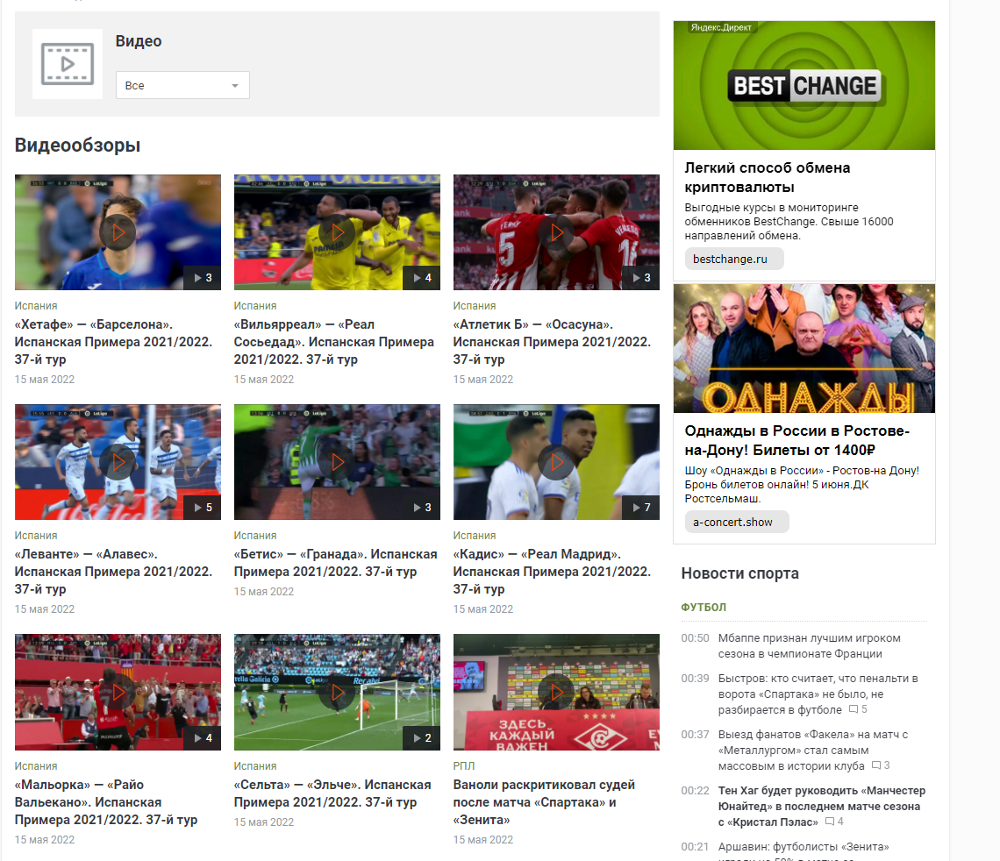 Видео
Все
Видеообзоры
3
Испания
«Хетафе» — «Барселона».
Испанская Примера 2021/2022.
37-й тур
15 мая 2022
4
Испания
«Вильярреал» — «Реал
Сосьедад». Испанская Примера
2021/2022. 37-й тур
15 мая 2022
3
Испания
«Атлетик Б» — «Осасуна».
Испанская Примера 2021/2022.
37-й тур
15 мая 2022
5
Испания
«Леванте» — «Алавес».
Испанская Примера 2021/2022.
37-й тур
15 мая 2022
3
Испания
«Бетис» — «Гранада». Испанская
Примера 2021/2022. 37-й тур
15 мая 2022
7
Испания
«Кадис» — «Реал Мадрид».
Испанская Примера 2021/2022.
37-й тур
15 мая 2022
4
Испания
«Мальорка» — «Райо
Вальекано». Испанская
Примера 2021/2022. 37-й тур
15 мая 2022
2
Испания
«Сельта» — «Эльче». Испанская
Примера 2021/2022. 37-й тур
15 мая 2022
ЗДЕСЬ
КАЖДЫЙ
ВАЖЕН
РПЛ
Ваноли раскритиковал судей
после матча «Спартака» и
«Зенита»
15 мая 2022
Яндекс.Директ
BEST CHANGE
Легкий способ обмена
криптовалюты
Выгодные курсы в мониторинге
обменников BestChange. Свыше 16000
направлений обмена.
bestchange.ru
ОДНАЖДЫ
Однажды в России в Ростове-
на-Дону! Билеты от 1400₽
Шоу «Однажды в России» - Ростов-на Дону!
Бронь билетов онлайн! 5 июня.ДК
Ростсельмаш.
a-concert.show
Новости спорта
ФУТБОЛ
00:50 Мбаппе признан лучшим игроком
сезона в чемпионате Франции
00:39 Быстров: кто считает, что пенальти в
ворота «Спартака» не было, не
разбирается в футболе 5
00:37 Выезд фанатов «Факела» на матч с
«Металлургом» стал самым
массовым в истории клуба 3
00:22 Тен Хаг будет руководить «Манчестер
Юнайтед» в последнем матче сезона
с «Кристал Пэлас» 4
00:21 Аршавин: футболисты «Зенита»